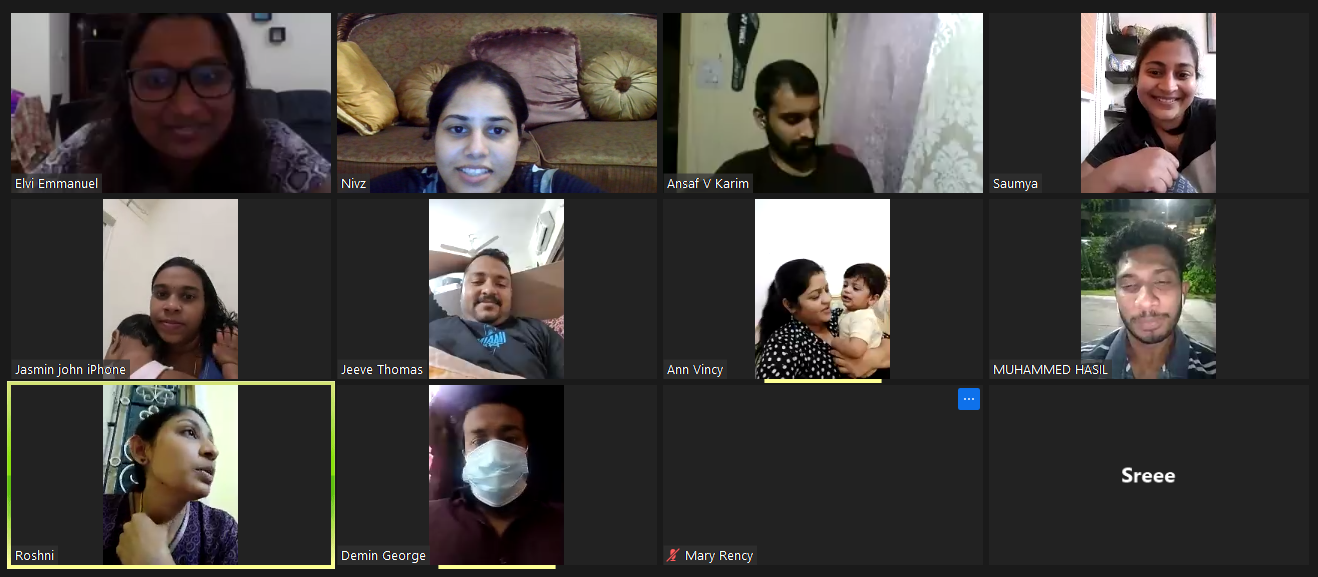 Elvi Emmanuel
Nivz
Ansaf V Karim
Saumya
Jasmin john iPhone
Jeeve Thomas
Ann Vincy
MUHAMMED HASIL
Roshni
Demin George
Mary Rency
Sreee